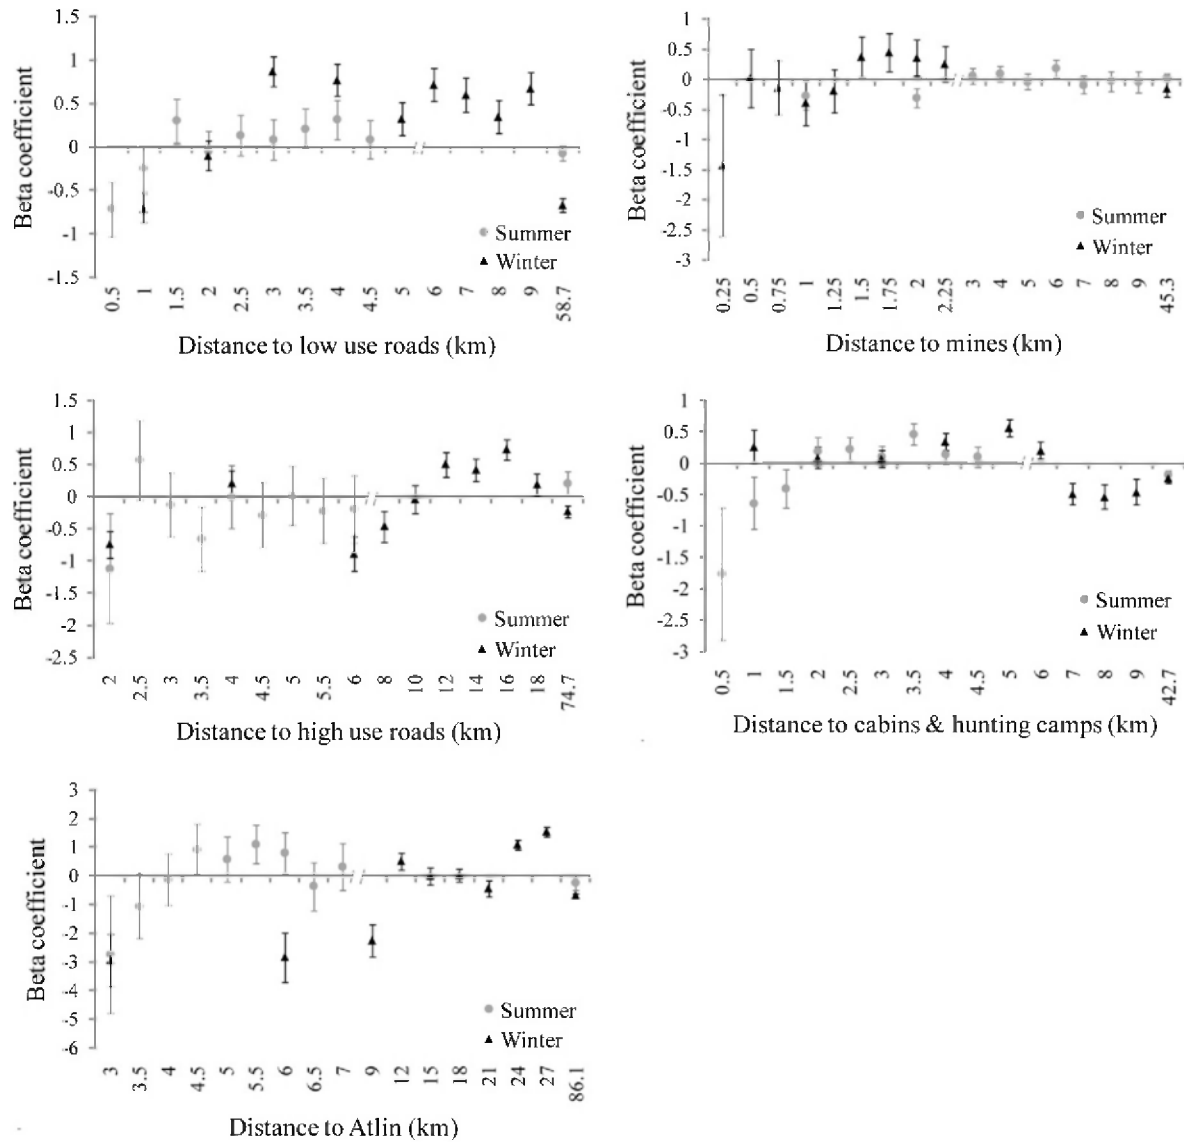 1.5
1
0.5
0
-0.5
-1
-1.5
Beta coefficient
Summer
Winter
0.5 1 1.5 2 2.5 3 3.5 4 4.5 5 6 7 8 9 58.7
Distance to low use roads (km)
1
0.5
0
-0.5
-1
-1.5
-2
-2.5
-3
Beta coefficient
Summer
Winter
0.25 0.5 0.75 1 1.25 1.5 1.75 2 2.25 3 4 5 6 7 8 9 45.3
Distance to mines (km)
1.5
1
0.5
0
-0.5
-1
-1.5
-2
-2.5
Beta coefficient
Summer
Winter
2 2.5 3 3.5 4 4.5 5 5.5 6 8 10 12 14 16 18 74.7
Distance to high use roads (km)
1
0.5
0
-0.5
-1
-1.5
-2
-2.5
-3
Beta coefficient
Summer
Winter
0.5 1 1.5 2 2.5 3 3.5 4 4.5 5 6 7 8 9 42.7
Distance to cabins & hunting camps (km)
3
2
1
0
-1
-2
-3
-4
-5
-6
Beta coefficient
Summer
Winter
3 3.5 4 4.5 5 5.5 6 6.5 7 9 12 15 18 21 24 27 86.1
Distance to Atlin (km)